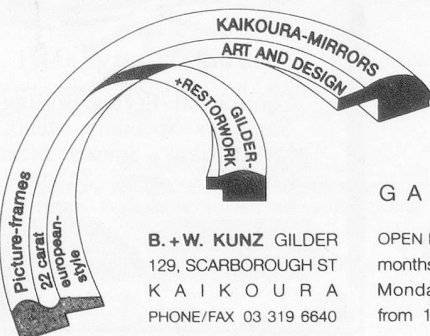 KAIKOURA-MIRRORS
ART AND DESIGN
GILDER-
+RESTORWORK
Picture-frames
22 carat
european-
style
B. + W. KUNZ GILDER
129, SCARBOROUGH ST
KAIKOURA
PHONE/FAX 03 319 6640
G A
OPEN
months
Monda
from 1